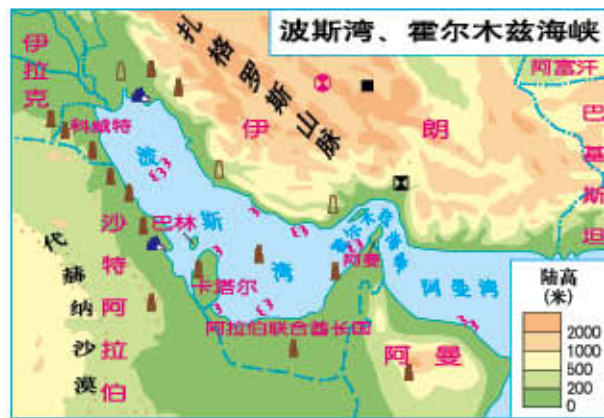 波斯湾、霍尔木兹海峡
伊拉克
扎格罗斯山脉
阿富汗
巴基斯坦
科威特
伊朗
波斯湾
霍尔木兹海峡
沙特阿拉伯
巴林
卡塔尔
阿曼
阿曼湾
代赫纳沙漠
阿拉伯联合酋长国
阿曼
陆高
(米)
2000
1000
500
200
0